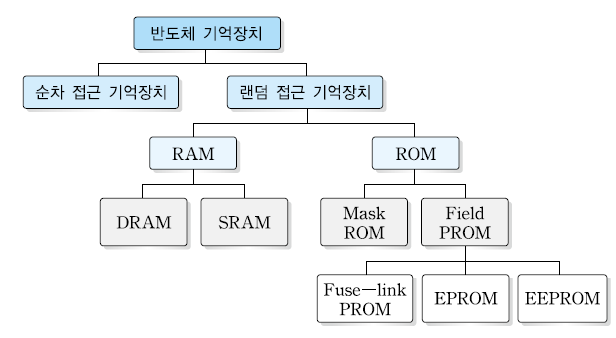 반도체 기억장치
순차 접근 기억장치
랜덤 접근 기억장치
RAM
ROM
DRAM
SRAM
Mask
ROM
Field
PROM
Fuse—link
PROM
EPROM
EEPROM